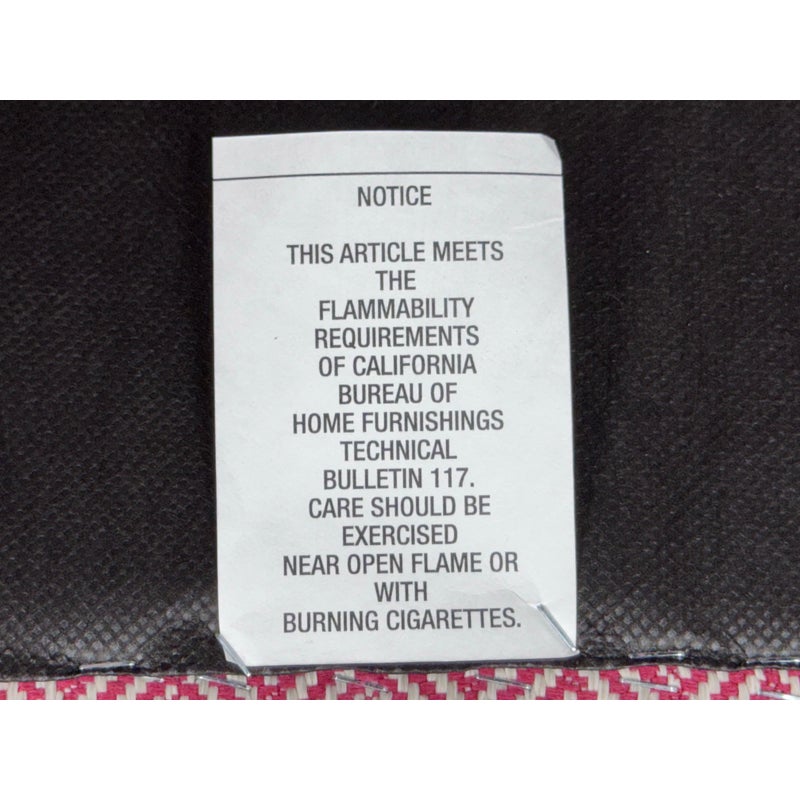 NOTICE
THIS ARTICLE MEETS
THE
FLAMMABILITY
REQUIREMENTS
OF CALIFORNIA
BUREAU OF
HOME FURNISHINGS
TECHNICAL
BULLETIN 117.
CARE SHOULD BE
EXERCISED
NEAR OPEN FLAME OR
WITH
BURNING CIGARETTES.